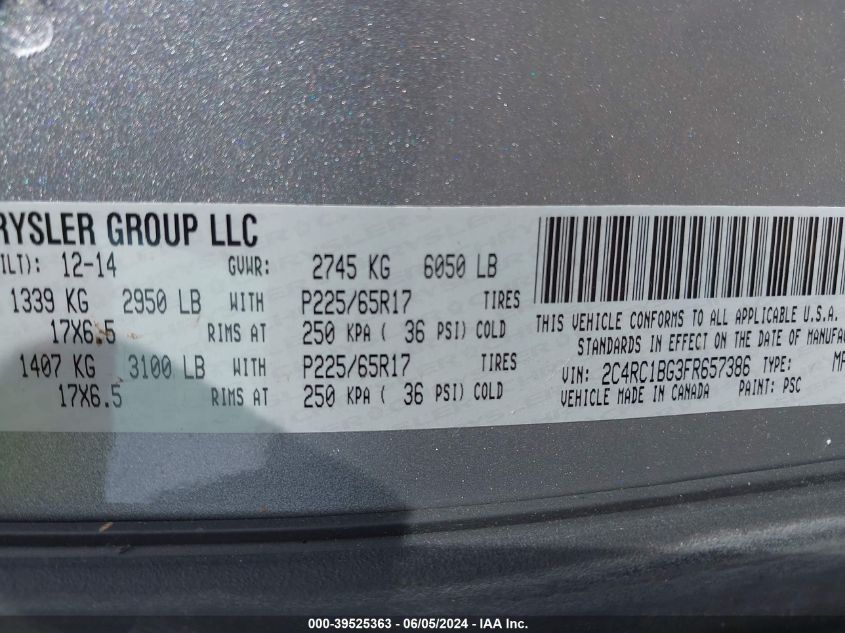 RYSLER GROUP LLC
ILT): 12-14 GVWR: 2745 KG 6050 LB
1339 KG 2950 LB WITH P225/65R17 TIRES
17X6.5 RIMS AT 250 KPA ( 36 PSI) COLD
1407 KG 3100 LB WITH P225/65R17 TIRES
17X6.5 RIMS AT 250 KPA ( 36 PSI) COLD
THIS VEHICLE CONFORMS TO ALL APPLICABLE U.S.A.
STANDARDS IN EFFECT ON THE DATE OF MANUFAC
VIN: 2C4RC1BG3FR657386 TYPE: MP
VEHICLE MADE IN CANADA PAINT: PSC
000-39525363 - 06/05/2024 - IAA Inc.